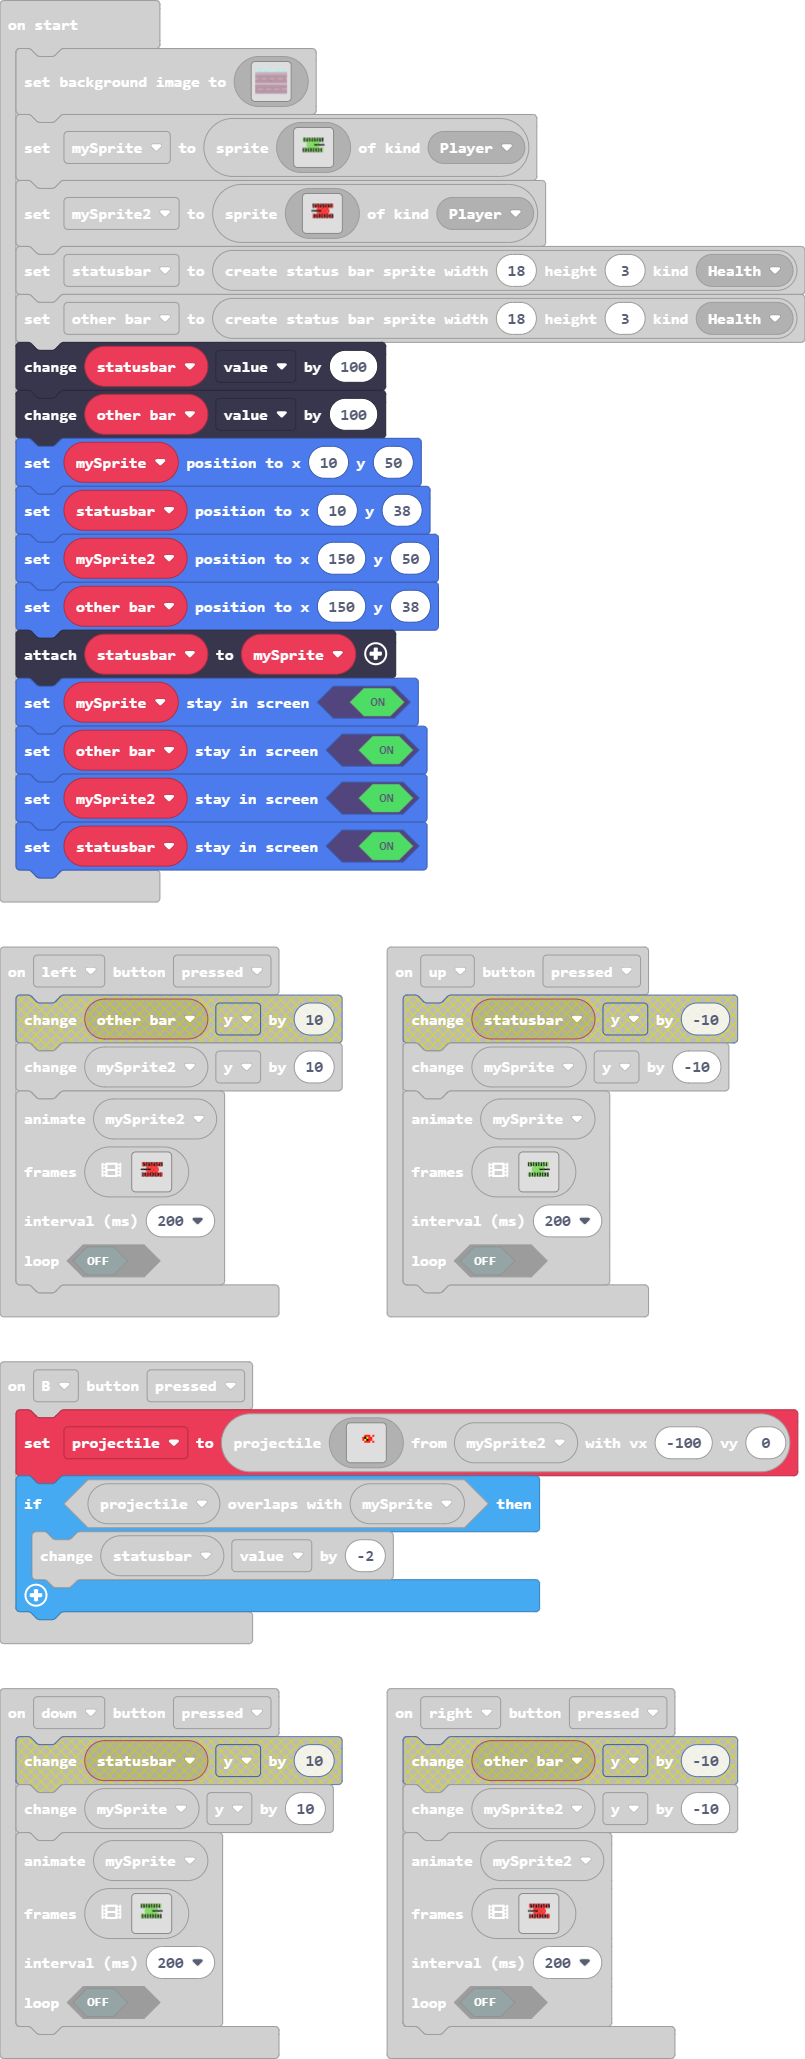 on start
set background image to
set mySprite to sprite of kind Player
set mySprite2 to sprite of kind Player
set statusbar to create status bar sprite width 18 height 3 kind Health
set other bar to create status bar sprite width 18 height 3 kind Health
change statusbar value by 100
change other bar value by 100
set mySprite position to x 10 y 50
set statusbar position to x 10 y 38
set mySprite2 position to x 150 y 50
set other bar position to x 150 y 38
attach statusbar to mySprite
set mySprite stay in screen ON
set other bar stay in screen ON
set mySprite2 stay in screen ON
set statusbar stay in screen ON
on left button pressed
change other bar y by 10
change mySprite2 y by 10
animate mySprite2
frames
interval (ms) 200
loop OFF
on up button pressed
change statusbar y by -10
change mySprite y by -10
animate mySprite
frames
interval (ms) 200
loop OFF
on B button pressed
set projectile to projectile from mySprite2 with vx -100 vy 0
if projectile overlaps with mySprite then
change statusbar value by -2
on down button pressed
change statusbar y by 10
change mySprite y by 10
animate mySprite
frames
interval (ms) 200
loop OFF
on right button pressed
change other bar y by -10
change mySprite2 y by -10
animate mySprite2
frames
interval (ms) 200
loop OFF